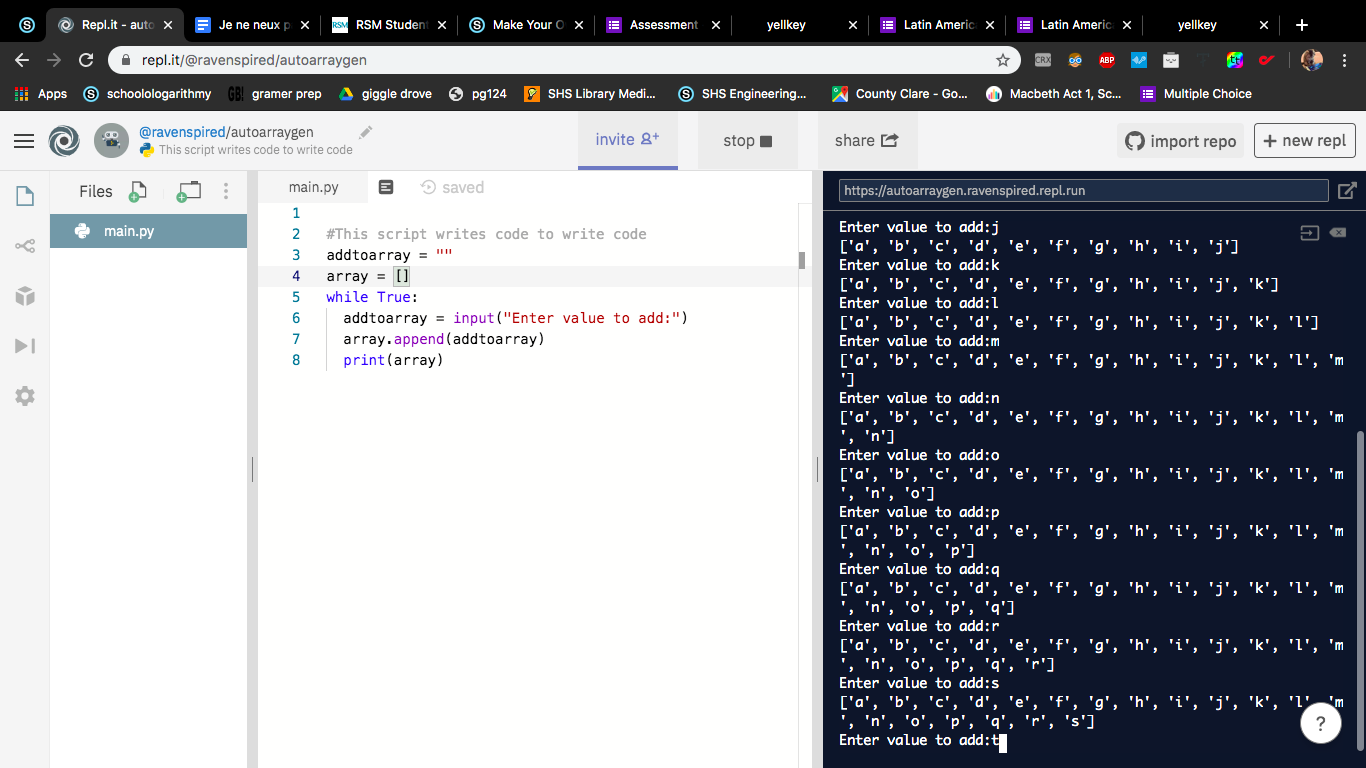 Repl.it - auto
Je ne neux p
RSM Student
Make Your O
Assessment
yellkey
Latin Americ
Latin Americ
yellkey
repl.it/@ravenspired/autoarraygen
CRX
ABP
Apps
schoolologarithmy
gramer prep
giggle drove
pg124
SHS Library Medi...
SHS Engineering...
County Clare - Go...
Macbeth Act 1, Sc...
Multiple Choice
@ravenspired/autoarraygen
This script writes code to write code
invite
stop
share
import repo
+ new repl
Files
main.py
main.py
saved
1
2 #This script writes code to write code
3 addtoarray = ""
4 array = []
5 while True:
6 addtoarray = input("Enter value to add:")
7 array.append(addtoarray)
8 print(array)
https://autoarraygen.ravenspired.repl.run
Enter value to add:j
['a', 'b', 'c', 'd', 'e', 'f', 'g', 'h', 'i', 'j']
Enter value to add:k
['a', 'b', 'c', 'd', 'e', 'f', 'g', 'h', 'i', 'j', 'k']
Enter value to add:l
['a', 'b', 'c', 'd', 'e', 'f', 'g', 'h', 'i', 'j', 'k', 'l']
Enter value to add:m
['a', 'b', 'c', 'd', 'e', 'f', 'g', 'h', 'i', 'j', 'k', 'l', 'm
']
Enter value to add:n
['a', 'b', 'c', 'd', 'e', 'f', 'g', 'h', 'i', 'j', 'k', 'l', 'm
', 'n']
Enter value to add:o
['a', 'b', 'c', 'd', 'e', 'f', 'g', 'h', 'i', 'j', 'k', 'l', 'm
', 'n', 'o']
Enter value to add:p
['a', 'b', 'c', 'd', 'e', 'f', 'g', 'h', 'i', 'j', 'k', 'l', 'm
', 'n', 'o', 'p']
Enter value to add:q
['a', 'b', 'c', 'd', 'e', 'f', 'g', 'h', 'i', 'j', 'k', 'l', 'm
', 'n', 'o', 'p', 'q']
Enter value to add:r
['a', 'b', 'c', 'd', 'e', 'f', 'g', 'h', 'i', 'j', 'k', 'l', 'm
', 'n', 'o', 'p', 'q', 'r']
Enter value to add:s
['a', 'b', 'c', 'd', 'e', 'f', 'g', 'h', 'i', 'j', 'k', 'l', 'm
', 'n', 'o', 'p', 'q', 'r', 's']
Enter value to add:t
?